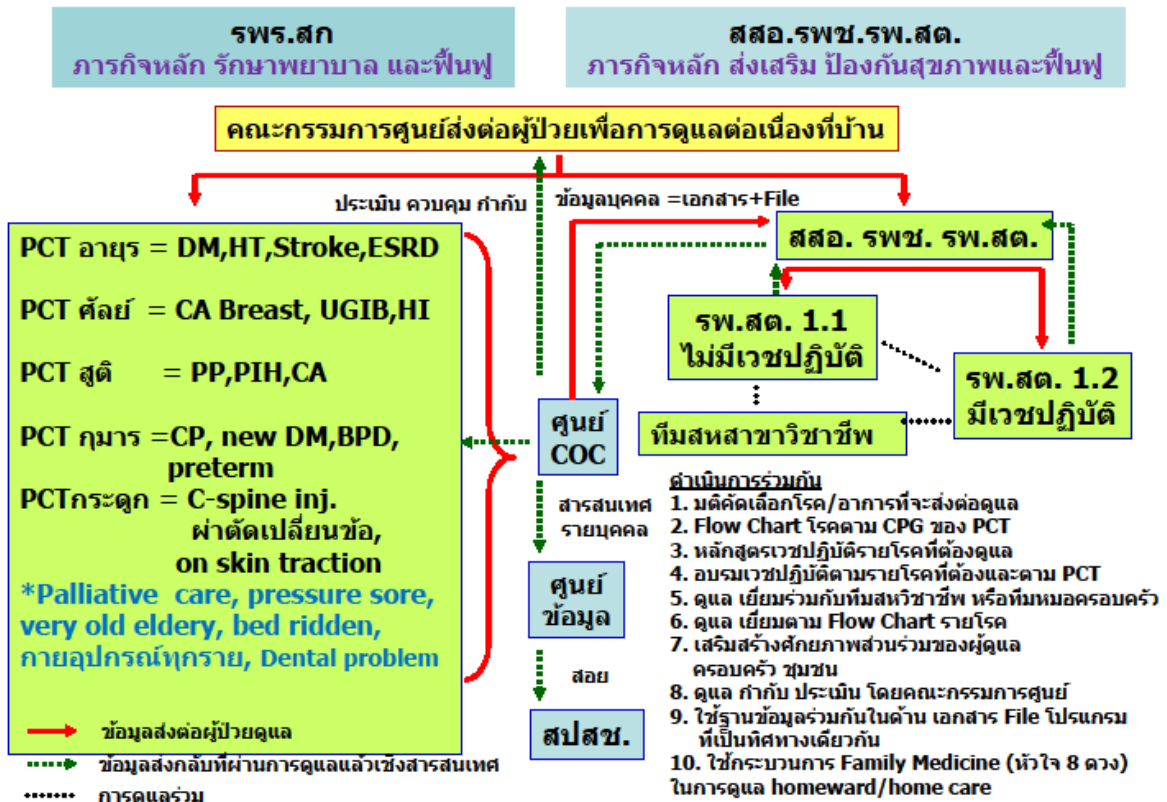 รพร.สก
ภารกิจหลัก รักษาพยาบาล และฟื้นฟู
สสอ.รพช.รพ.สต.
ภารกิจหลัก ส่งเสริม ป้องกันสุขภาพและฟื้นฟู
คณะกรรมการศูนย์ส่งต่อผู้ป่วยเพื่อการดูแลต่อเนื่องที่บ้าน
ประเมิน ควบคุม กำกับ
ข้อมูลบุคคล =เอกสาร+File
PCT อายุร = DM,HT,Stroke,ESRD
PCT ศัลย์ = CA Breast, UGIB,HI
PCT สูติ = PP,PIH,CA
PCT กุมาร =CP, new DM,BPD,
preterm
PCTกระดูก = C-spine inj.
ผ่าตัดเปลี่ยนข้อ,
on skin traction
*Palliative care, pressure sore,
very old eldery, bed ridden,
กายอุปกรณ์ทุกราย, Dental problem
ข้อมูลส่งต่อผู้ป่วยดูแล
ข้อมูลส่งกลับที่ผ่านการดูแลแล้วเชิงสารสนเทศ
การดูแลร่วม
ศูนย์
COC
สารสนเทศ
รายบุคคล
ศูนย์
ข้อมูล
สอย
สปสช.
สสอ. รพช. รพ.สต.
รพ.สต. 1.1
ไม่มีเวชปฏิบัติ
รพ.สต. 1.2
มีเวชปฏิบัติ
ทีมสหสาขาวิชาชีพ
ดำเนินการร่วมกัน
1. มติคัดเลือกโรค/อาการที่จะส่งต่อดูแล
2. Flow Chart โรคตาม CPG ของ PCT
3. หลักสูตรเวชปฏิบัติรายโรคที่ต้องดูแล
4. อบรมเวชปฏิบัติตามรายโรคที่ต้องและตาม PCT
5. ดูแล เยี่ยมร่วมกับทีมสหวิชาชีพ หรือทีมหมอครอบครัว
6. ดูแล เยี่ยมตาม Flow Chart รายโรค
7. เสริมสร้างศักยภาพส่วนร่วมของผู้ดูแล
ครอบครัว ชุมชน
8. ดูแล กำกับ ประเมิน โดยคณะกรรมการศูนย์
9. ใช้ฐานข้อมูลร่วมกันในด้าน เอกสาร File โปรแกรม
ที่เป็นทิศทางเดียวกัน
10. ใช้กระบวนการ Family Medicine (หัวใจ 8 ดวง)
ในการดูแล homeward/home care